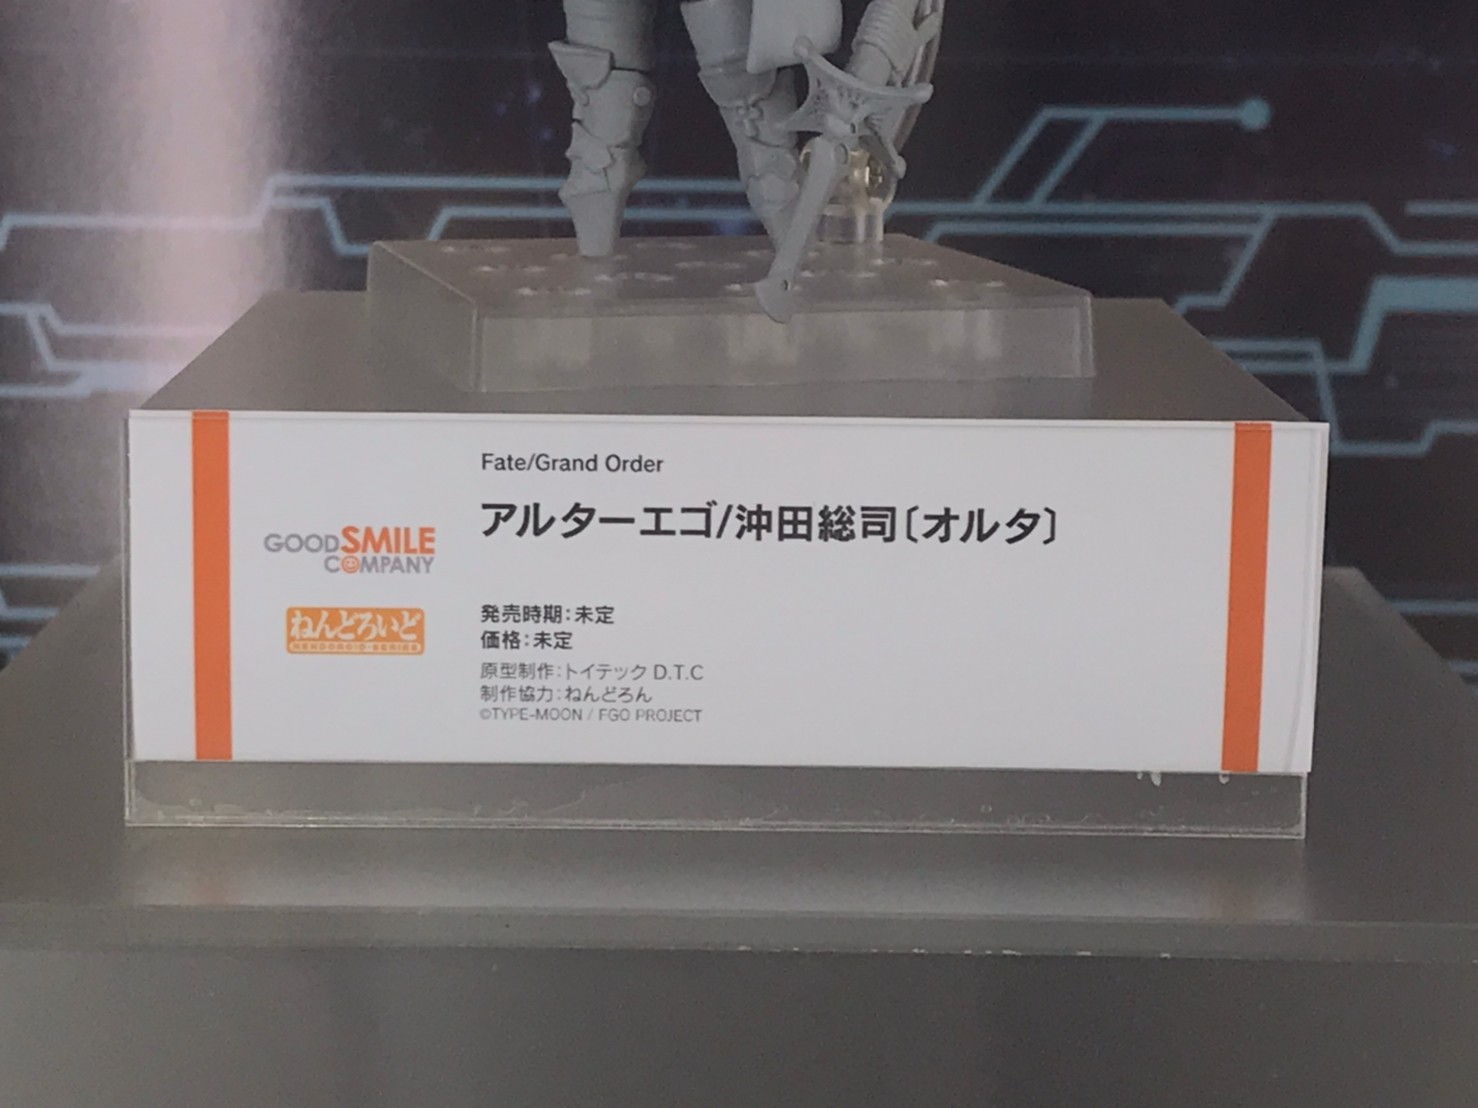 Fate/Grand Order
アルターエゴ/沖田総司〔オルタ〕
GOOD SMILE
COMPANY
ねんどろいど
NENDOROID-SERIES
発売時期:未定
価格:未定
原型制作:トイテック D.T.C
制作協力:ねんどろん
©TYPE-MOON / FGO PROJECT